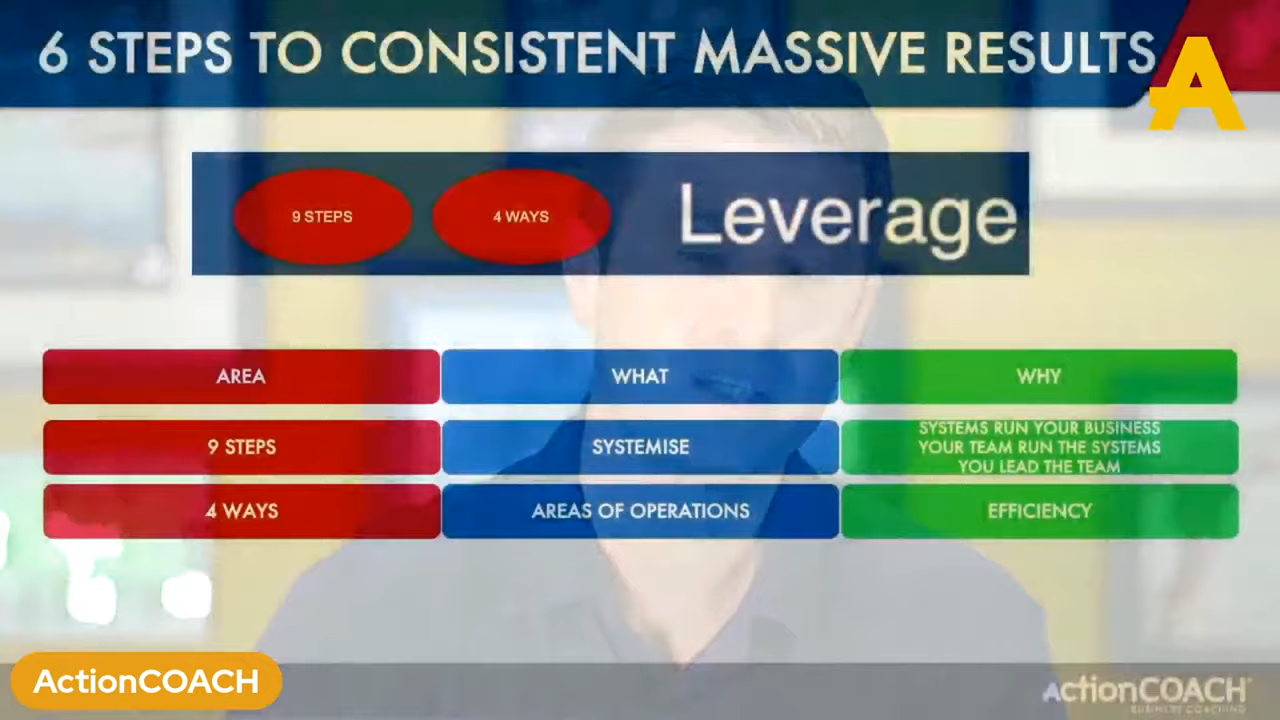 6 STEPS TO CONSISTENT MASSIVE RESULTS
A
9 STEPS 4 WAYS Leverage
AREA WHAT WHY
9 STEPS SYSTEMISE SYSTEMS RUN YOUR BUSINESS
YOUR TEAM RUN THE SYSTEMS
YOU LEAD THE TEAM
4 WAYS AREAS OF OPERATIONS EFFICIENCY
ActionCOACH
ActionCOACH
BUSINESS COACHING